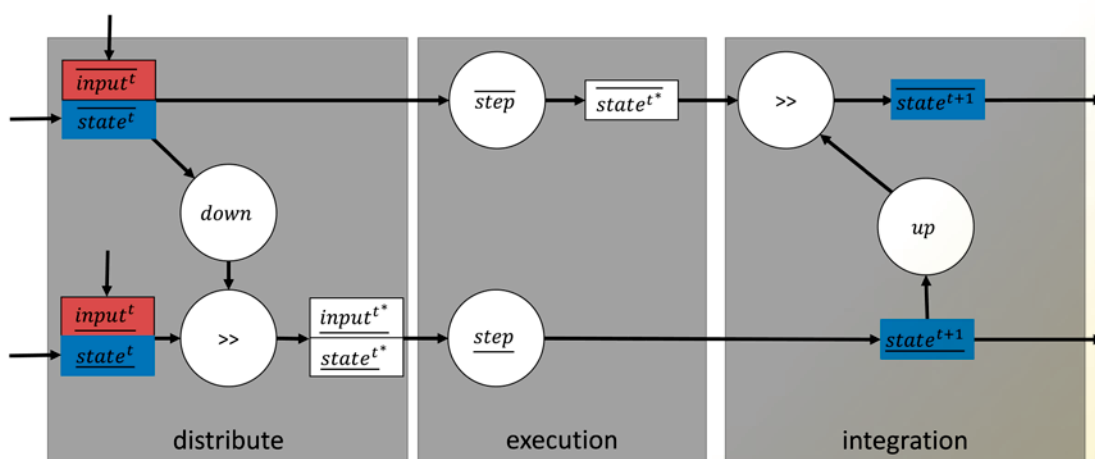 input^t
state^t
step
state^t*
>>
state^t+1
down
up
input^t
state^t
>>
input^t*
state^t*
step
state^t+1
distribute
execution
integration